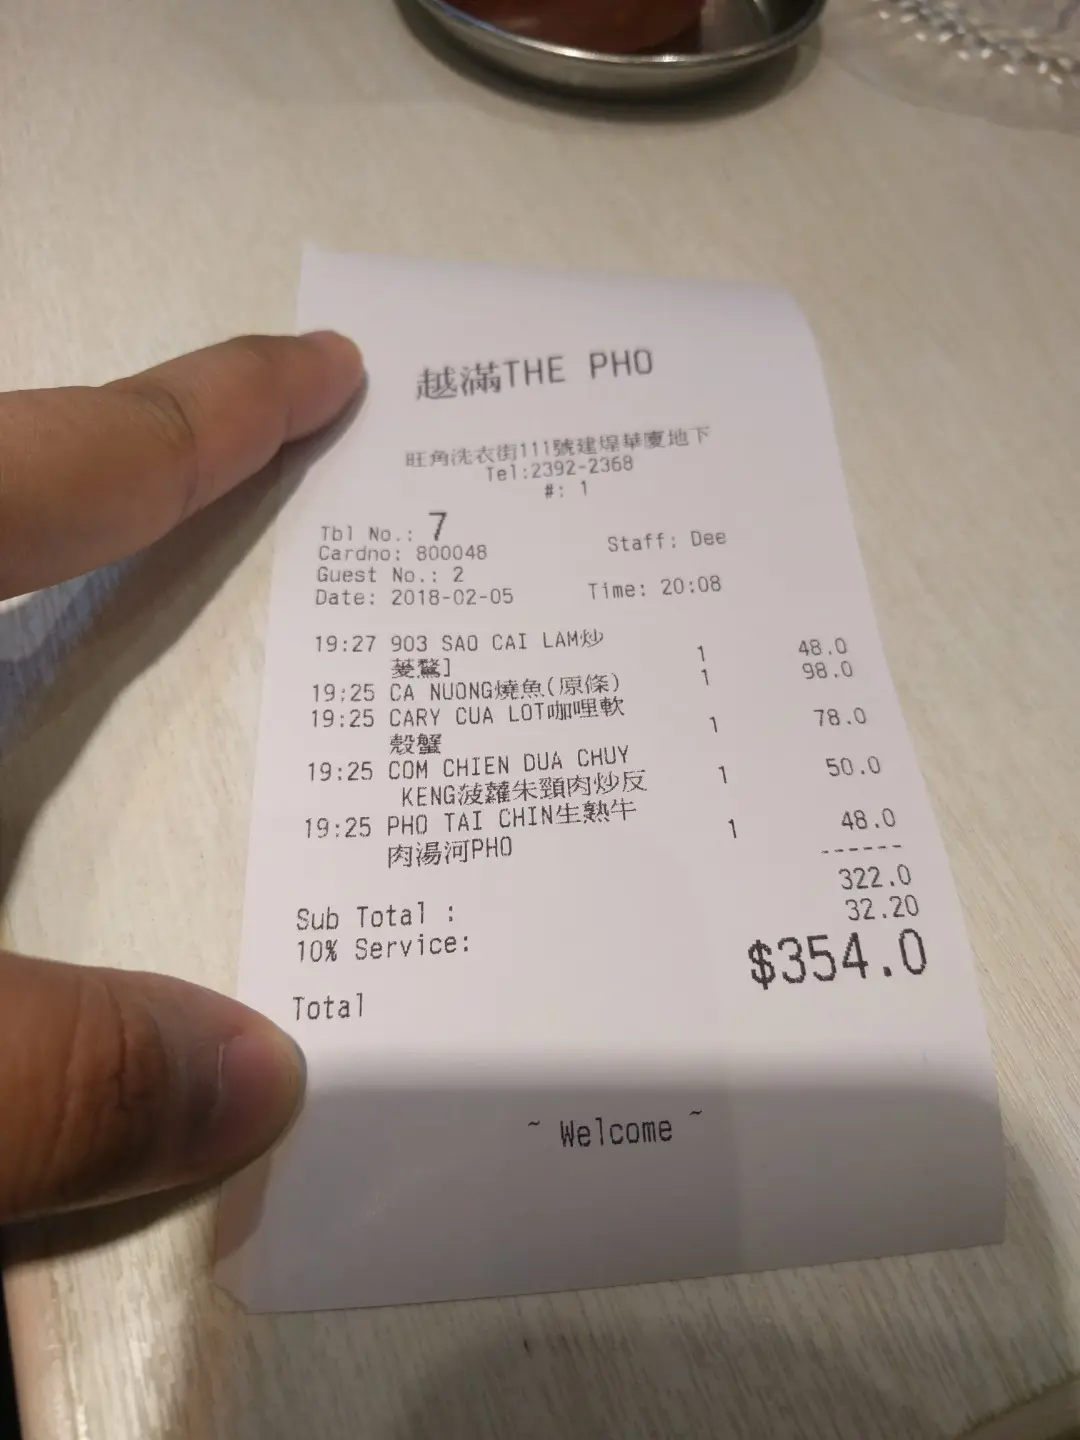 越滿THE PHO
旺角洗衣街111號建煌華廈地下
Tel:2392-2368
#: 1
Tbl No.: 7
Cardno: 800048 Staff: Dee
Guest No.: 2
Date: 2018-02-05 Time: 20:08
19:27 903 SAO CAI LAM炒 1 48.0
]
19:25 CA NUONG燒魚(原條) 1 98.0
19:25 CARY CUA LOT咖哩軟 1 78.0
殼蟹
19:25 COM CHIEN DUA CHUY 1 50.0
KENG菠蘿朱頸肉炒反
19:25 PHO TAI CHIN生熟牛 1 48.0
肉湯河PHO
------
Sub Total : 322.0
10% Service: 32.20
Total $354.0
~ Welcome ~